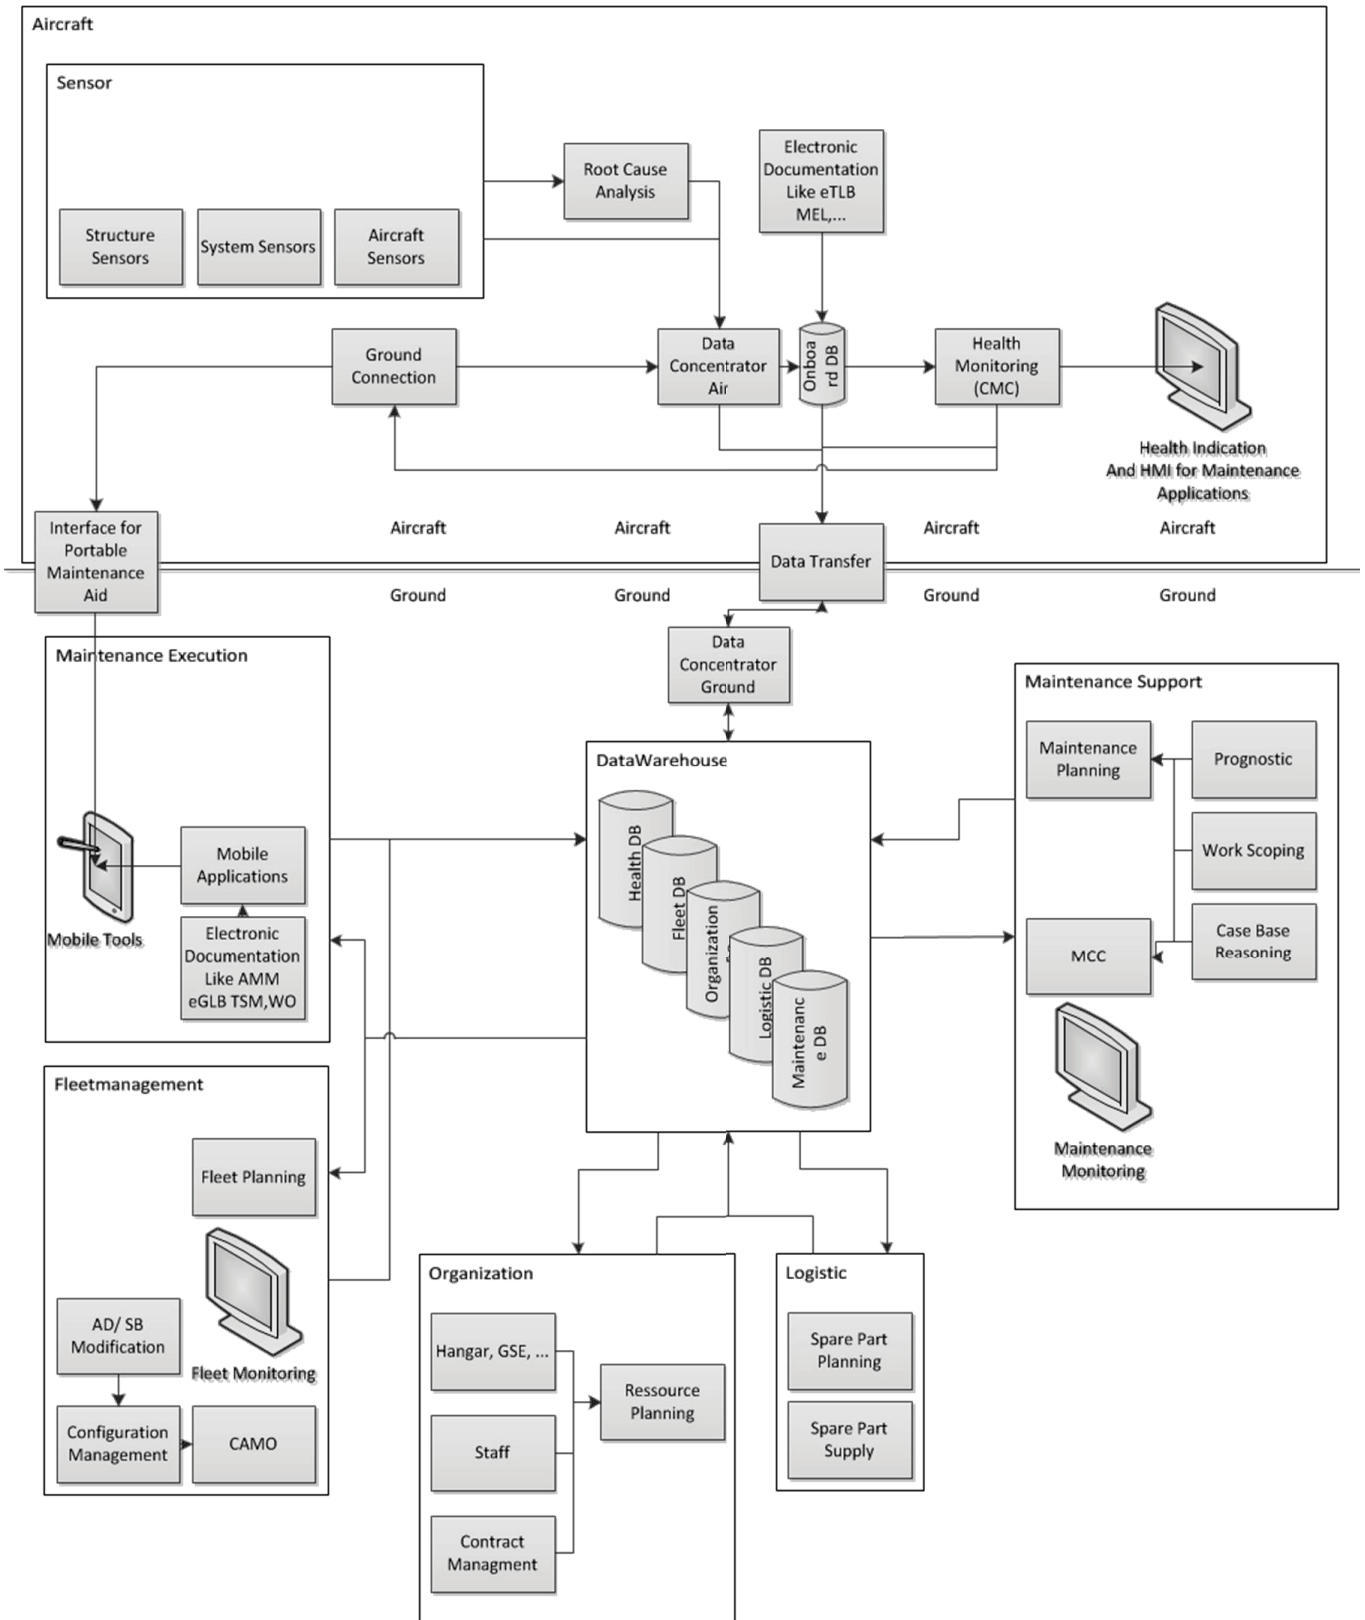 Aircraft
Sensor
Structure
Sensors
System Sensors
Aircraft
Sensors
Root Cause
Analysis
Electronic
Documentation
Like eTLB
MEL,...
Ground
Connection
Data
Concentrator
Air
Onboa
rd DB
Health
Monitoring
(CMC)
Health Indication
And HMI for Maintenance
Applications
Interface for
Portable
Maintenance
Aid
Aircraft
Aircraft
Aircraft
Aircraft
Data Transfer
Ground
Ground
Ground
Ground
Data
Concentrator
Ground
Maintenance Execution
Mobile
Applications
Mobile Tools
Electronic
Documentation
Like AMM
eGLB TSM,WO
DataWarehouse
Health DB
Fleet DB
Organization
Logistic DB
Maintenanc
e DB
Maintenance Support
Maintenance
Planning
Prognostic
Work Scoping
MCC
Case Base
Reasoning
Maintenance
Monitoring
Fleetmanagement
Fleet Planning
AD/ SB
Modification
Fleet Monitoring
Configuration
Management
CAMO
Organization
Hangar, GSE, ...
Staff
Contract
Managment
Ressource
Planning
Logistic
Spare Part
Planning
Spare Part
Supply